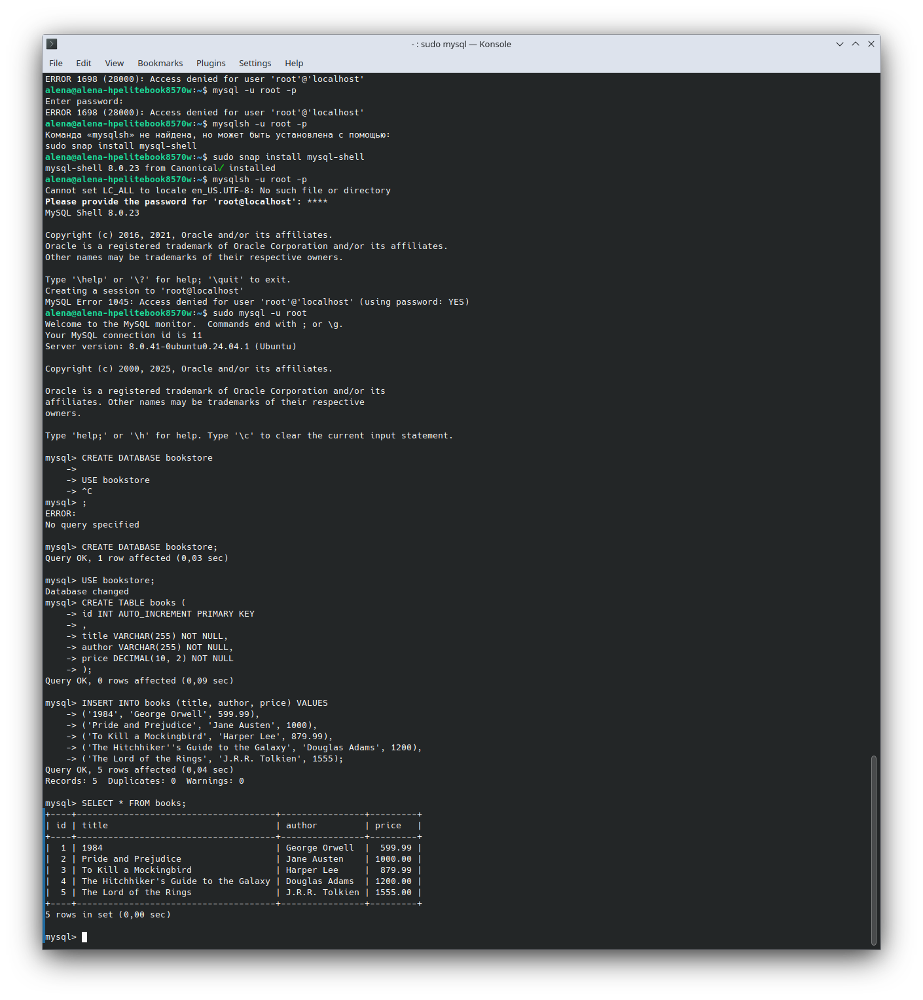 - : sudo mysql — Konsole
File Edit View Bookmarks Plugins Settings Help
ERROR 1698 (28000): Access denied for user 'root'@'localhost'
alena@alena-hpelitebook8570w:~$ mysql -u root -p
Enter password:
ERROR 1698 (28000): Access denied for user 'root'@'localhost'
alena@alena-hpelitebook8570w:~$ mysqlsh -u root -p
Команда «mysqlsh» не найдена, но может быть установлена с помощью:
sudo snap install mysql-shell
alena@alena-hpelitebook8570w:~$ sudo snap install mysql-shell
mysql-shell 8.0.23 from Canonical✓ installed
alena@alena-hpelitebook8570w:~$ mysqlsh -u root -p
Cannot set LC_ALL to locale en_US.UTF-8: No such file or directory
Please provide the password for 'root@localhost': ****
MySQL Shell 8.0.23
Copyright (c) 2016, 2021, Oracle and/or its affiliates.
Oracle is a registered trademark of Oracle Corporation and/or its affiliates.
Other names may be trademarks of their respective owners.
Type '\help' or '\?' for help; '\quit' to exit.
Creating a session to 'root@localhost'
MySQL Error 1045: Access denied for user 'root'@'localhost' (using password: YES)
alena@alena-hpelitebook8570w:~$ sudo mysql -u root
Welcome to the MySQL monitor.  Commands end with ; or \g.
Your MySQL connection id is 11
Server version: 8.0.41-0ubuntu0.24.04.1 (Ubuntu)
Copyright (c) 2000, 2025, Oracle and/or its affiliates.
Oracle is a registered trademark of Oracle Corporation and/or its
affiliates. Other names may be trademarks of their respective
owners.
Type 'help;' or '\h' for help. Type '\c' to clear the current input statement.
mysql> CREATE DATABASE bookstore
    ->
    -> USE bookstore
    -> ^C
mysql> ;
ERROR:
No query specified
mysql> CREATE DATABASE bookstore;
Query OK, 1 row affected (0,03 sec)
mysql> USE bookstore;
Database changed
mysql> CREATE TABLE books (
    -> id INT AUTO_INCREMENT PRIMARY KEY
    -> ,
    -> title VARCHAR(255) NOT NULL,
    -> author VARCHAR(255) NOT NULL,
    -> price DECIMAL(10, 2) NOT NULL
    -> );
Query OK, 0 rows affected (0,09 sec)
mysql> INSERT INTO books (title, author, price) VALUES
    -> ('1984', 'George Orwell', 599.99),
    -> ('Pride and Prejudice', 'Jane Austen', 1000),
    -> ('To Kill a Mockingbird', 'Harper Lee', 879.99),
    -> ('The Hitchhiker''s Guide to the Galaxy', 'Douglas Adams', 1200),
    -> ('The Lord of the Rings', 'J.R.R. Tolkien', 1555);
Query OK, 5 rows affected (0,04 sec)
Records: 5  Duplicates: 0  Warnings: 0
mysql> SELECT * FROM books;
+----+--------------------------------------+----------------+---------+
| id | title                                | author         | price   |
+----+--------------------------------------+----------------+---------+
|  1 | 1984                                 | George Orwell  |  599.99 |
|  2 | Pride and Prejudice                  | Jane Austen    | 1000.00 |
|  3 | To Kill a Mockingbird                | Harper Lee     |  879.99 |
|  4 | The Hitchhiker's Guide to the Galaxy | Douglas Adams  | 1200.00 |
|  5 | The Lord of the Rings                | J.R.R. Tolkien | 1555.00 |
+----+--------------------------------------+----------------+---------+
5 rows in set (0,00 sec)
mysql>